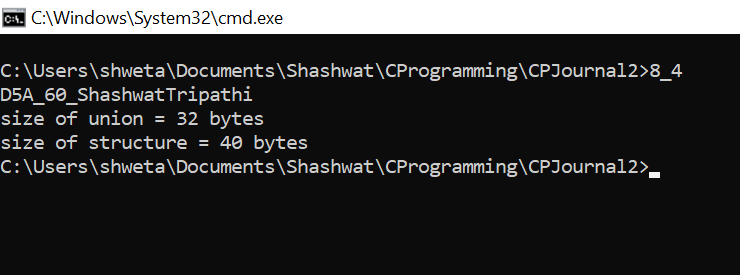 C:\Windows\System32\cmd.exe
C:\Users\shweta\Documents\Shashwat\CProgramming\CPJournal2>8_4
D5A_60_ShashwatTripathi
size of union = 32 bytes
size of structure = 40 bytes
C:\Users\shweta\Documents\Shashwat\CProgramming\CPJournal2>